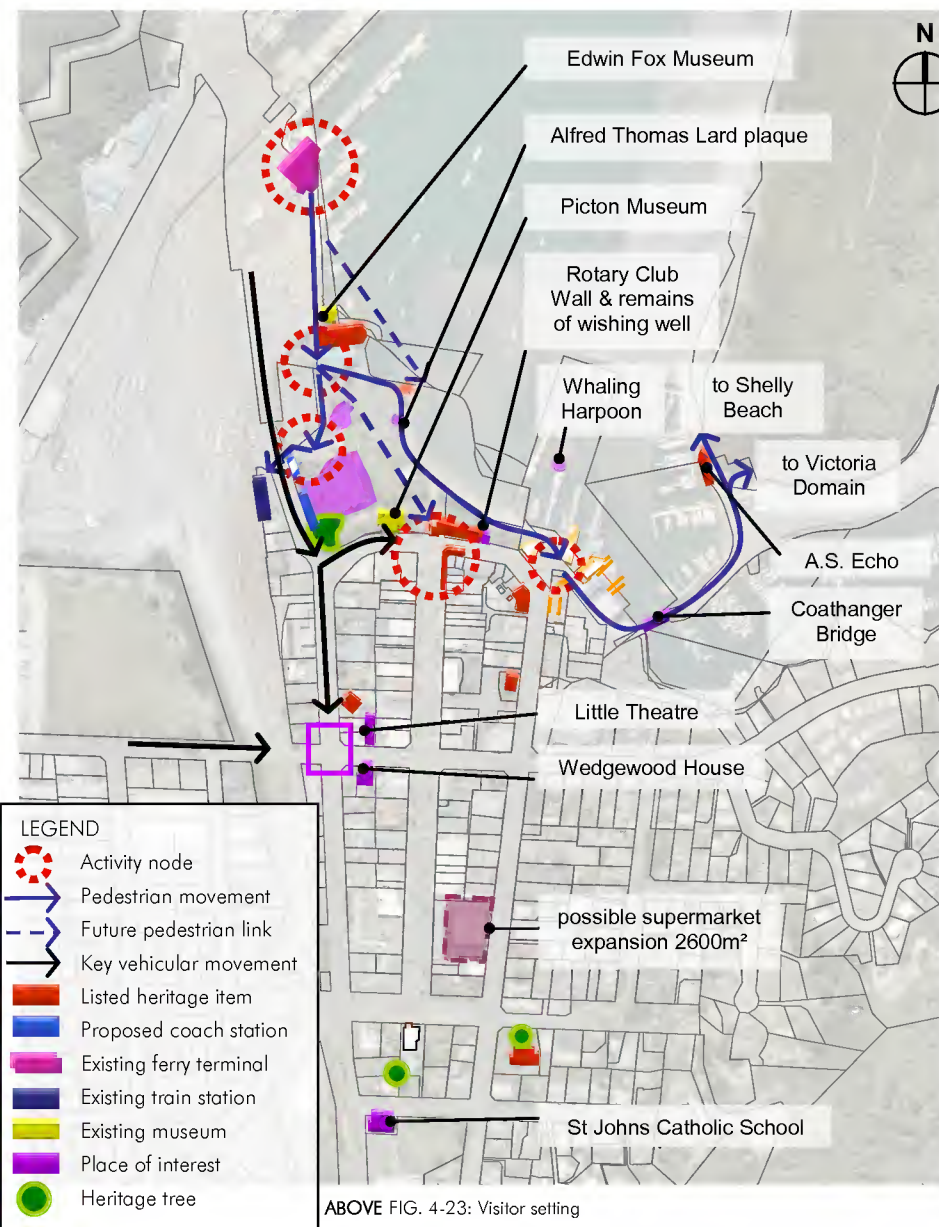 N
Edwin Fox Museum
Alfred Thomas Lard plaque
Picton Museum
Rotary Club
Wall & remains
of wishing well
Whaling
Harpoon
to Shelly
Beach
to Victoria
Domain
A.S. Echo
Coathanger
Bridge
Little Theatre
Wedgewood House
possible supermarket
expansion 2600m²
St Johns Catholic School
LEGEND
Activity node
Pedestrian movement
Future pedestrian link
Key vehicular movement
Listed heritage item
Proposed coach station
Existing ferry terminal
Existing train station
Existing museum
Place of interest
Heritage tree
ABOVE FIG. 4-23: Visitor setting